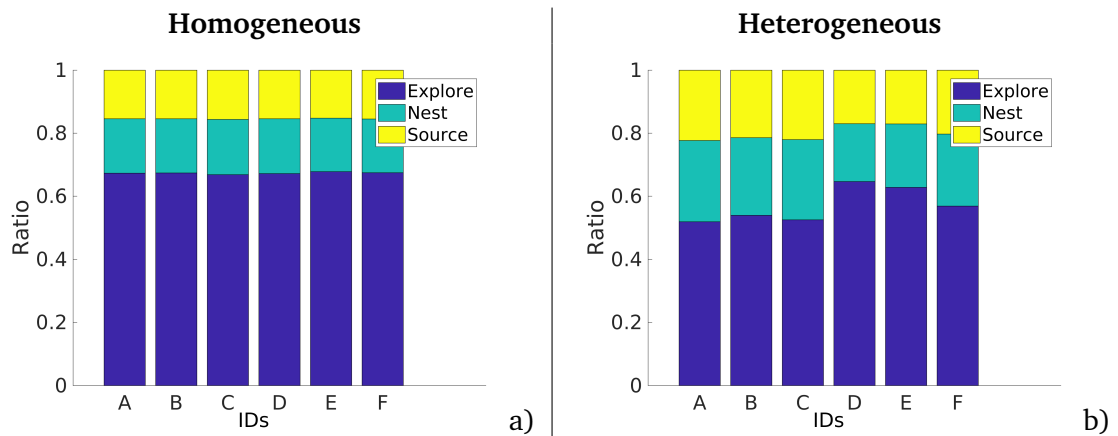 Homogeneous
1
0.8
0.6
0.4
0.2
0
Ratio
Explore
Nest
Source
A B C D E F
IDs
a)
Heterogeneous
1
0.8
0.6
0.4
0.2
0
Ratio
Explore
Nest
Source
A B C D E F
IDs
b)